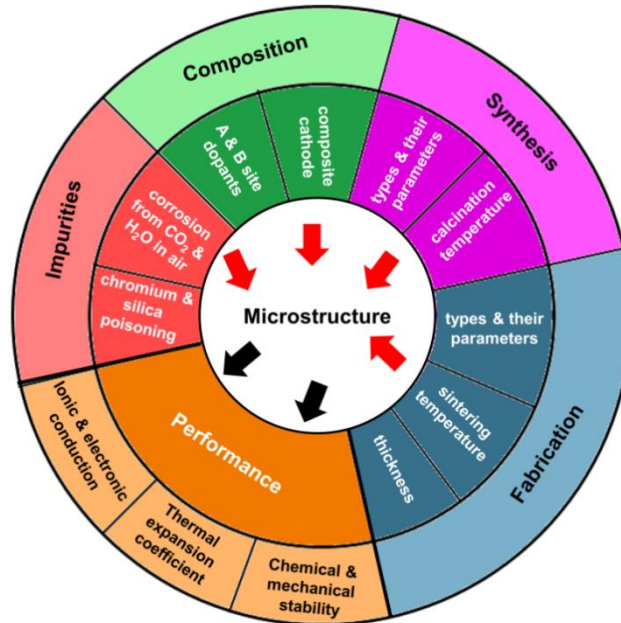 Composition
Synthesis
Impurities
A & B site
dopants
composite
cathode
types & their
parameters
calcination
temperature
corrosion
from CO₂ &
H₂O in air
chromium &
silica
poisoning
Microstructure
types & their
parameters
sintering
temperature
thickness
Fabrication
Performance
Ionic & electronic
conduction
Thermal
expansion
coefficient
Chemical &
mechanical
stability